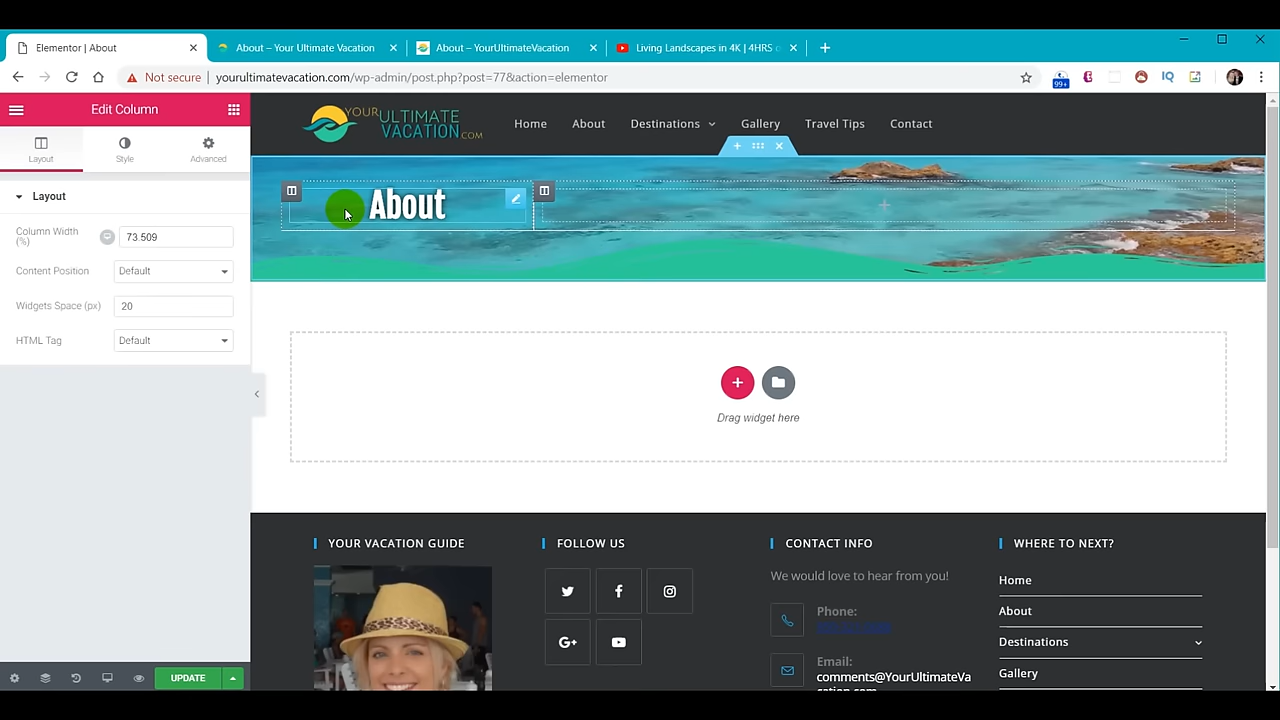 Elementor | About
About – Your Ultimate Vacation
About – YourUltimateVacation
Living Landscapes in 4K | 4HRS o
Not secure | yourultimatevacation.com/wp-admin/post.php?post=77&action=elementor
99+
IQ
Edit Column
Layout
Style
Advanced
Layout
Column Width (%)
73.509
Content Position
Default
Widgets Space (px)
20
HTML Tag
Default
UPDATE
YOUR ULTIMATE
VACATION.COM
Home
About
Destinations
Gallery
Travel Tips
Contact
About
Drag widget here
YOUR VACATION GUIDE
FOLLOW US
G+
CONTACT INFO
We would love to hear from you!
Phone:
Email:
comments@YourUltimateVa
cation.com
WHERE TO NEXT?
Home
About
Destinations
Gallery